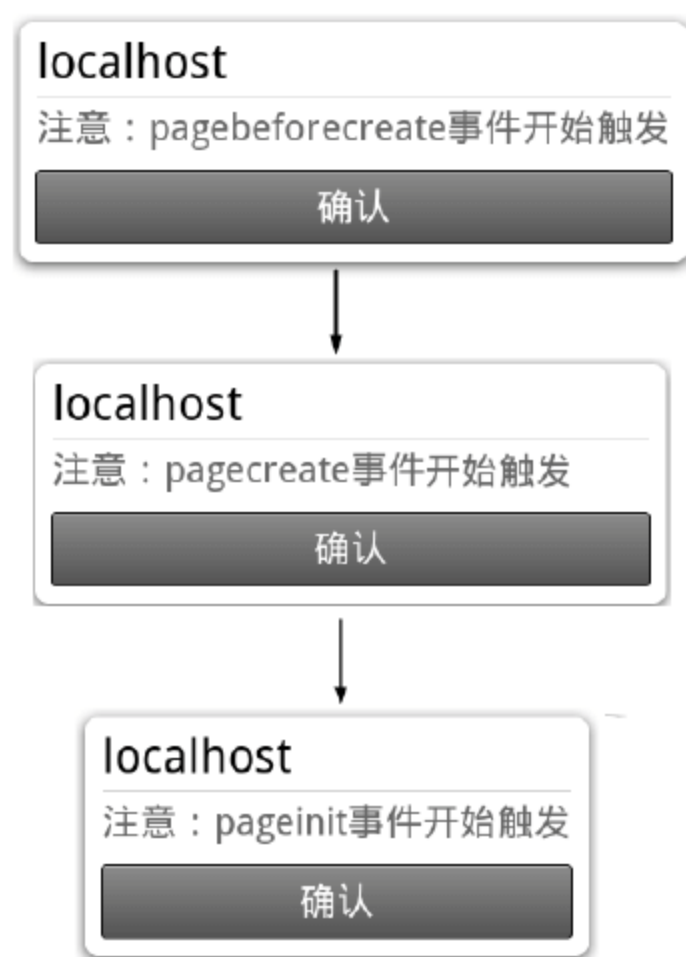 localhost
注意：pagebeforecreate事件开始触发
确认
localhost
注意：pagecreate事件开始触发
确认
localhost
注意：pageinit事件开始触发
确认